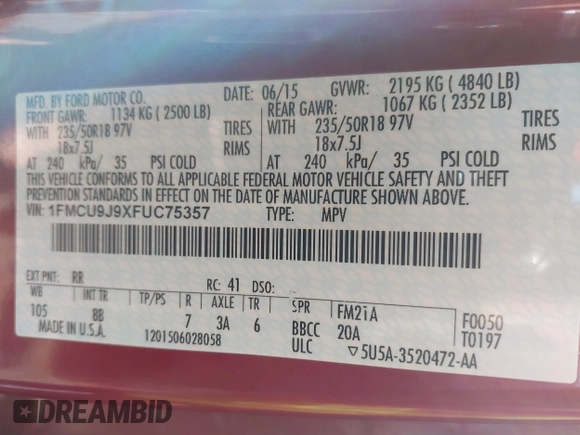 MFD. BY FORD MOTOR CO.
DATE: 06/15 GVWR: 2195 KG ( 4840 LB)
FRONT GAWR: 1134 KG ( 2500 LB) REAR GAWR: 1067 KG ( 2352 LB)
WITH 235/50R18 97V TIRES WITH 235/50R18 97V TIRES
18x7.5J RIMS 18x7.5J RIMS
AT 240 kPa/ 35 PSI COLD AT 240 kPa/ 35 PSI COLD
THIS VEHICLE CONFORMS TO ALL APPLICABLE FEDERAL MOTOR VEHICLE SAFETY AND THEFT
PREVENTION STANDARDS IN EFFECT ON THE DATE OF MANUFACTURE SHOWN ABOVE.
VIN: 1FMCU9J9XFUC75357 TYPE: MPV
EXT PNT: RR RC: 41 DSO:
WB INT TR TP/PS R AXLE TR SPR FM2iA F0050
105 BB 7 3A 6 BBCC 20A T0197
MADE IN U.S.A. 1201506028058 ULC ▽5U5A-3520472-AA
DREAMBID